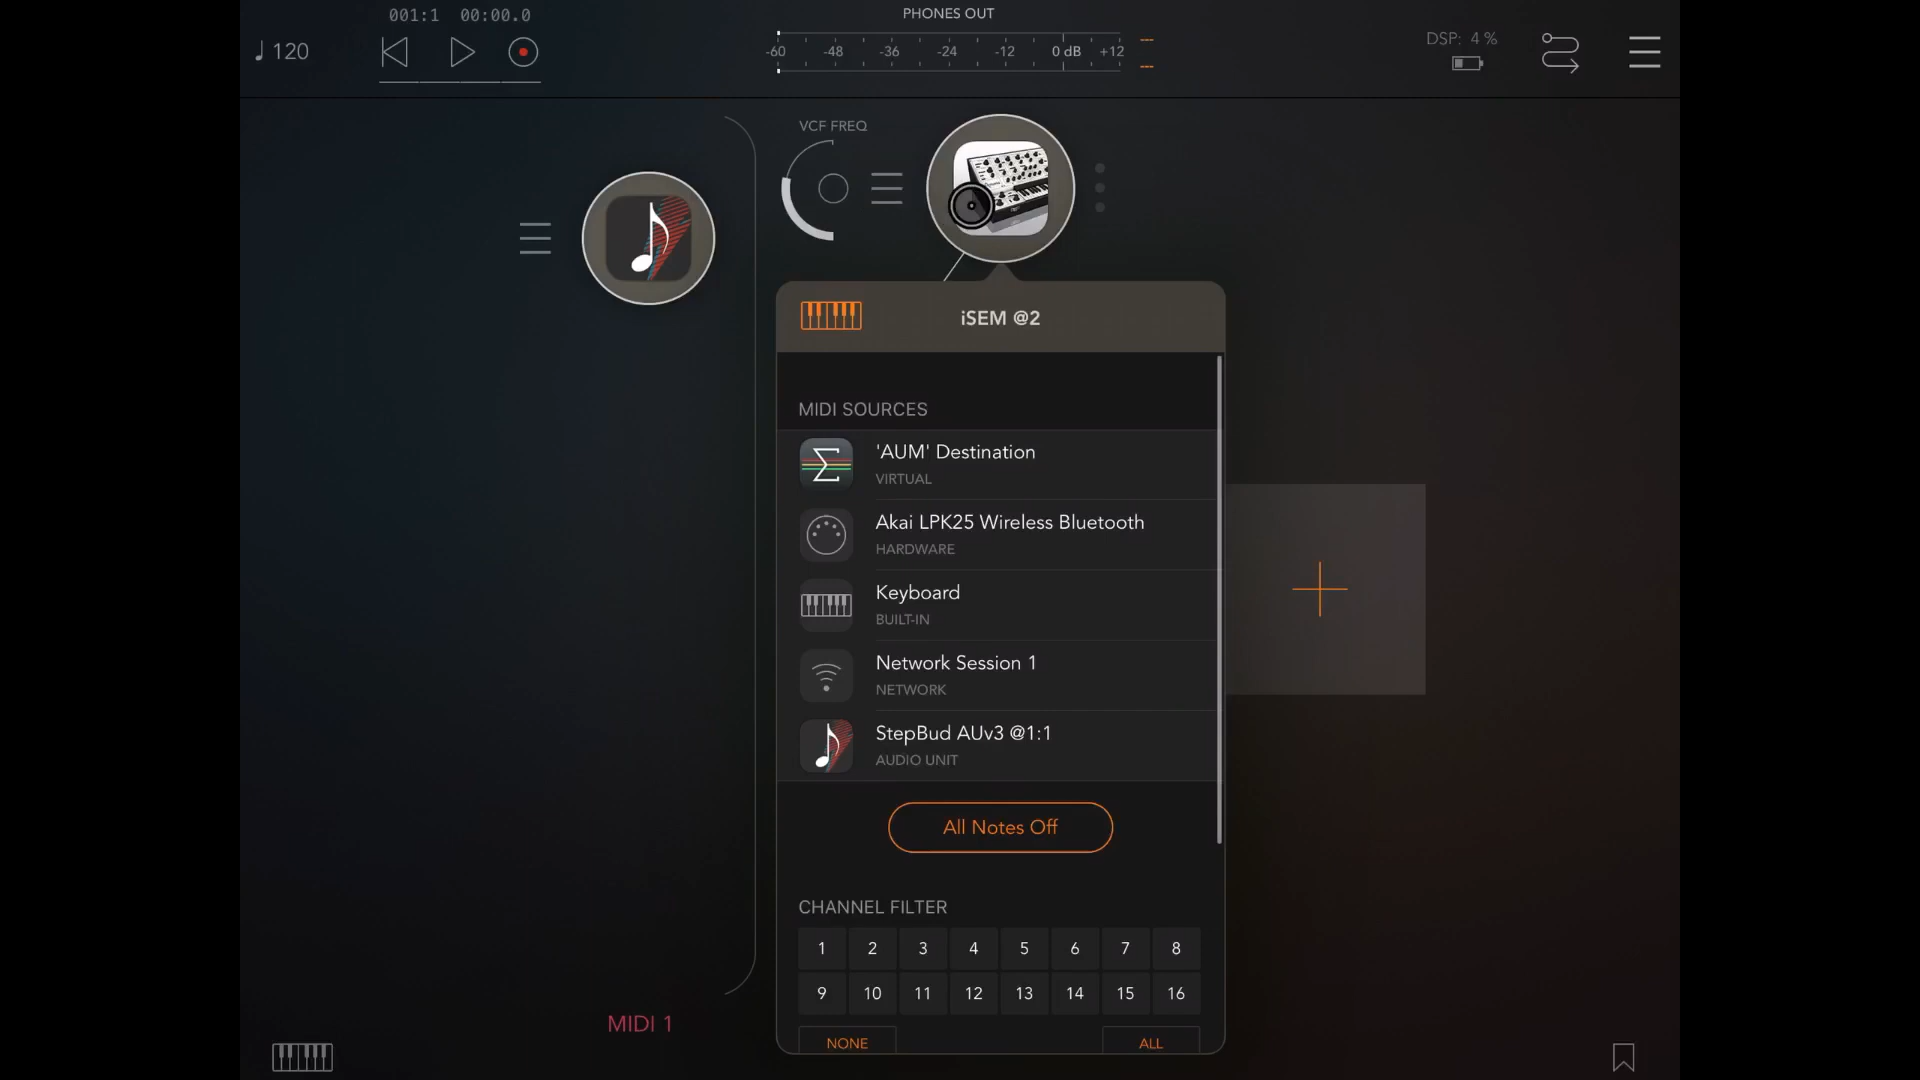 001:1 00:00.0
120
PHONES OUT
-60 -48 -36 -24 -12 0 dB +12
DSP: 4 %
VCF FREQ
iSEM @2
MIDI SOURCES
'AUM' Destination
VIRTUAL
Akai LPK25 Wireless Bluetooth
HARDWARE
Keyboard
BUILT-IN
Network Session 1
NETWORK
StepBud AUv3 @1:1
AUDIO UNIT
All Notes Off
CHANNEL FILTER
1 2 3 4 5 6 7 8
9 10 11 12 13 14 15 16
NONE ALL
MIDI 1